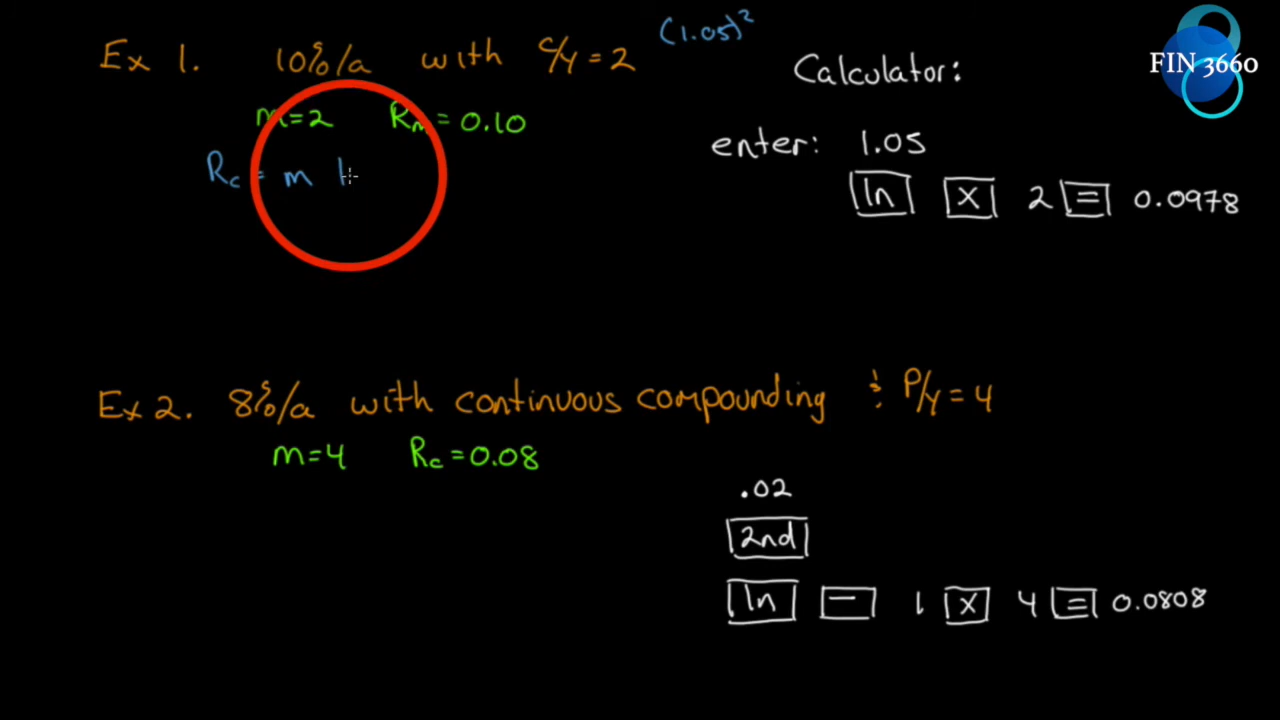 (1.05)²
Ex 1. 10%/a with C/Y = 2
FIN 3660
Calculator:
m=2 Rm = 0.10
enter: 1.05
Rc = m
ln x 2 = 0.0978
Ex 2. 8%/a with continuous compounding & P/Y = 4
m=4 Rc = 0.08
.02
2nd
ln - 1 x 4 = 0.0808